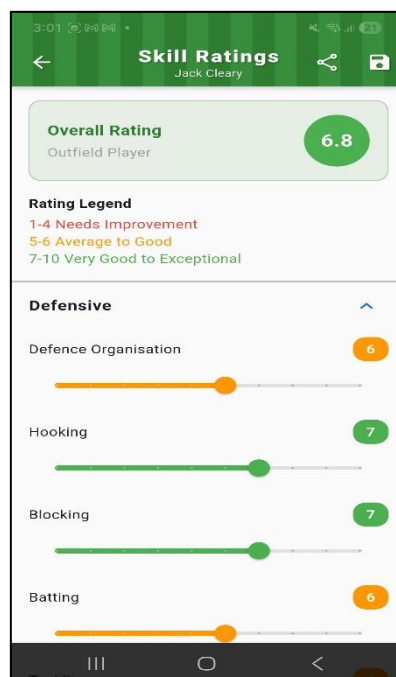 3:01
21
Skill Ratings
Jack Cleary
Overall Rating
Outfield Player
6.8
Rating Legend
1-4 Needs Improvement
5-6 Average to Good
7-10 Very Good to Exceptional
Defensive
Defence Organisation
6
Hooking
7
Blocking
7
Batting
6